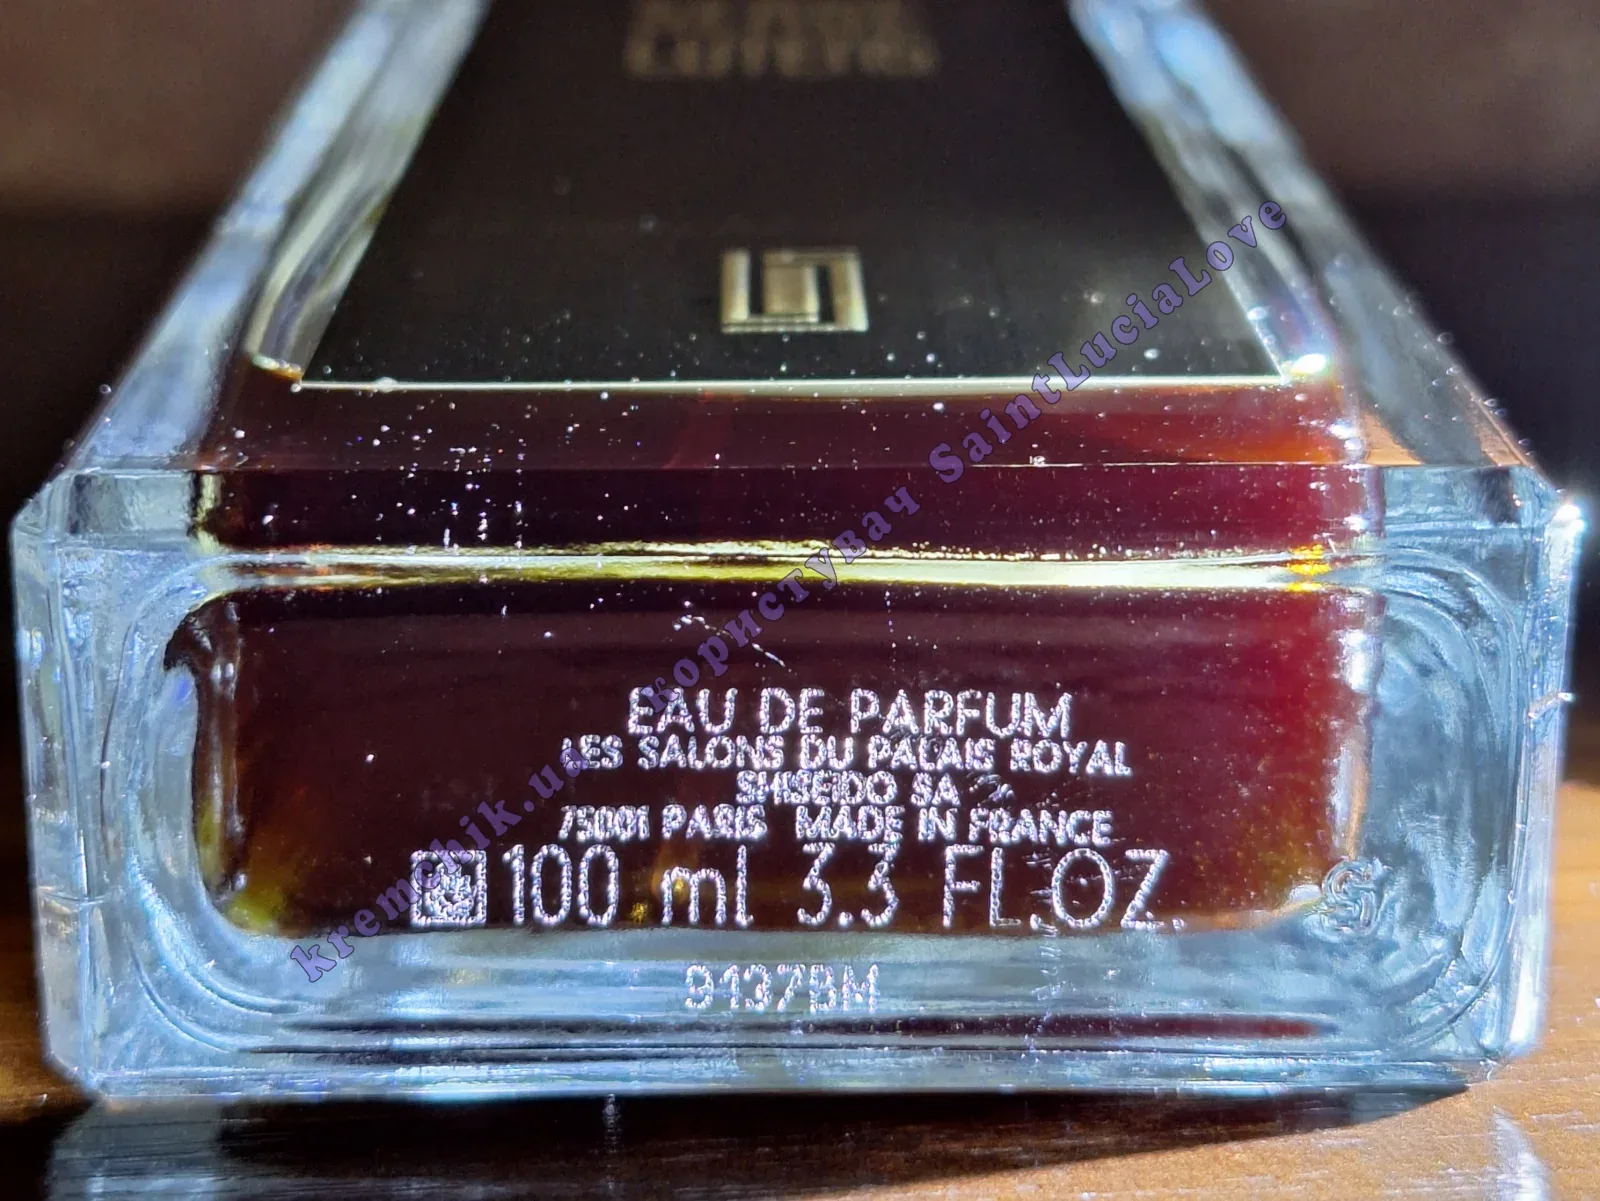 LUTENS
EAU DE PARFUM
LES SALONS DU PALAIS ROYAL
SHISEIDO SA
75001 PARIS MADE IN FRANCE
100 ml 3.3 FL.OZ.
9137BM
kremchik.ua користувач SaintLuciaLove